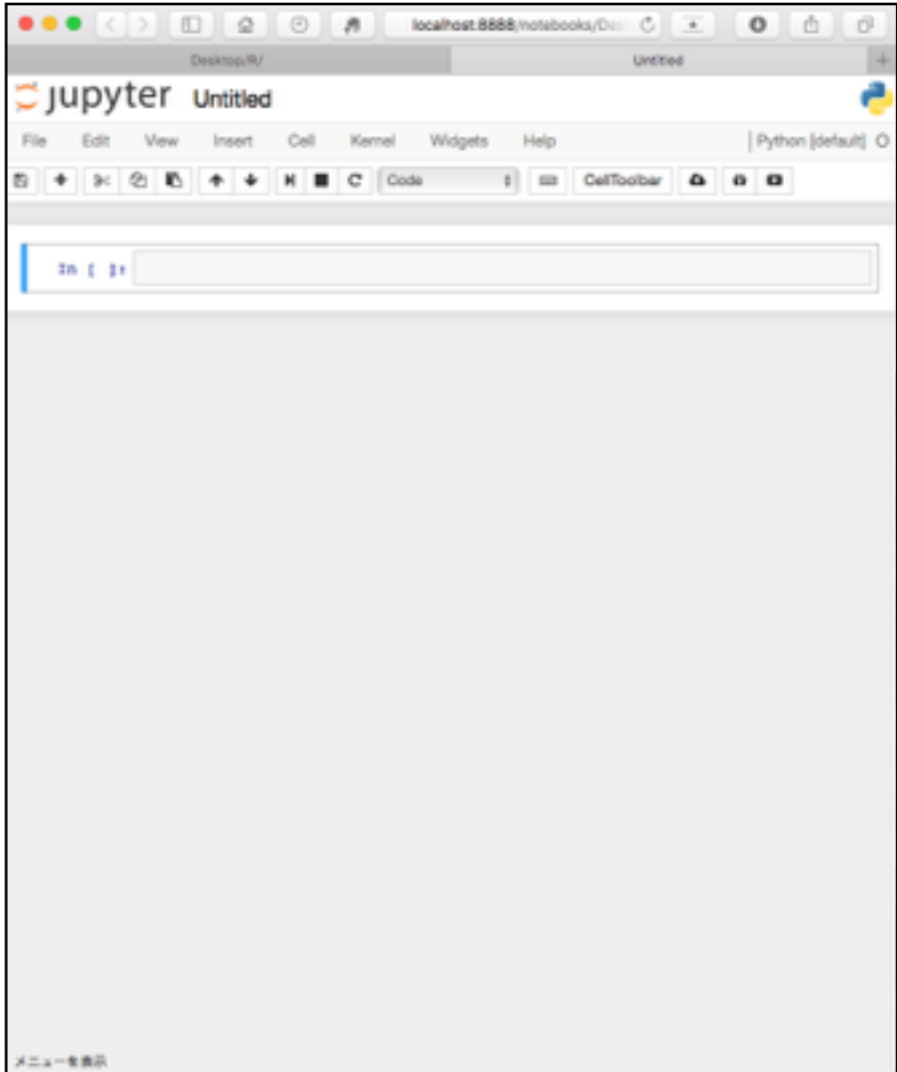 localhost:8888/notebooks/Des
Desktop/R/ Untitled
jupyter Untitled
File Edit View Insert Cell Kernel Widgets Help Python [default]
Code CellToolbar
In [ ]:
メニューを表示